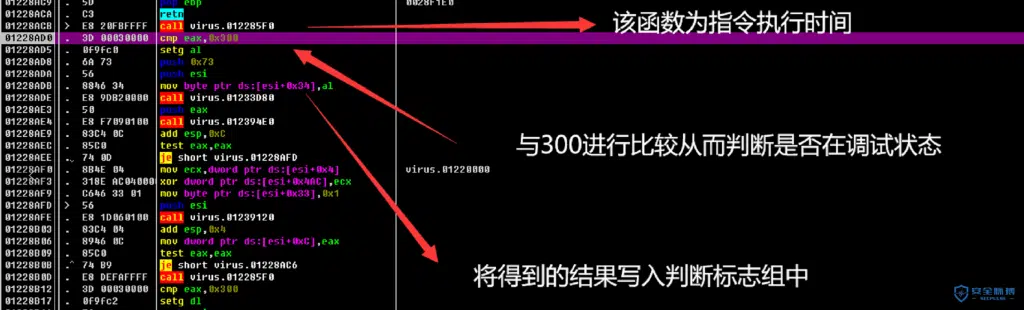 01228AC9 . 5D pop ebp 0028F1E0
01228ACA . C3 retn
01228ACB . E8 20FBFFFF call virus.012285F0 该函数为指令执行时间
01228AD0 . 3D 00030000 cmp eax,0x300
01228AD5 . 0F9FC0 setg al
01228AD8 . 6A 73 push 0x73
01228ADA . 56 push esi
01228ADB . 8846 34 mov byte ptr ds:[esi+0x34],al
01228ADE . E8 9DB20000 call virus.01233D80
01228AE3 . 50 push eax
01228AE4 . E8 F7090100 call virus.012394E0
01228AE9 . 83C4 0C add esp,0xC
与300进行比较从而判断是否在调试状态
01228AEC . 85C0 test eax,eax
01228AEE . 74 0D je short virus.01228AFD
01228AF0 . 8B4E 04 mov ecx,dword ptr ds:[esi+0x4] virus.01220000
01228AF3 . 318E AC040000 xor dword ptr ds:[esi+0x4AC],ecx
01228AF9 . C646 33 01 mov byte ptr ds:[esi+0x33],0x1
01228AFD > 56 push esi
01228AFE . E8 1D060100 call virus.01239120
01228B03 . 83C4 04 add esp,0x4
01228B06 . 8946 0C mov dword ptr ds:[esi+0xC],eax
01228B09 . 85C0 test eax,eax
将得到的结果写入判断标志组中
01228B0B . 74 B9 je short virus.01228AC6
01228B0D . E8 DEFAFFFF call virus.012285F0
01228B12 . 3D 00030000 cmp eax,0x300
01228B17 . 0F9FC2 setg dl
安全脉搏